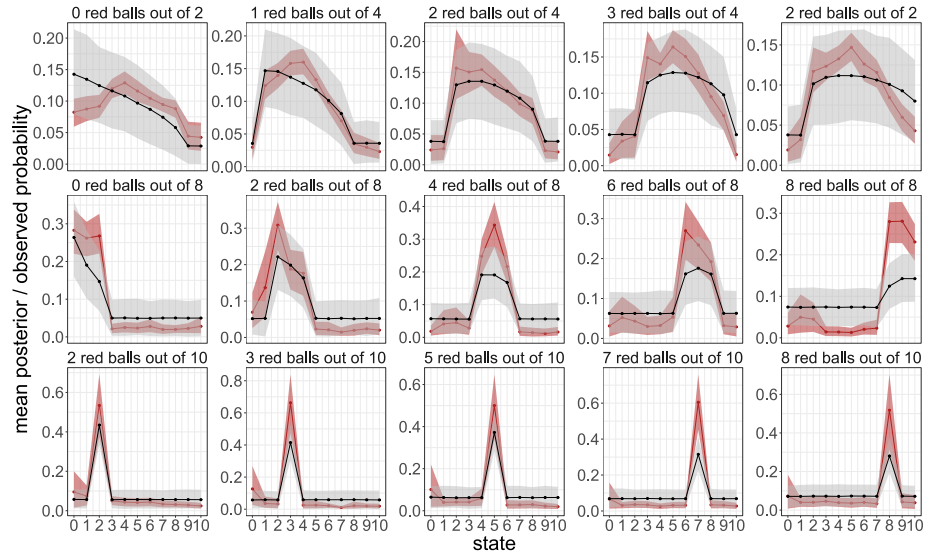 0 red balls out of 2
1 red balls out of 4
2 red balls out of 4
3 red balls out of 4
2 red balls out of 2
0.20
0.15
0.10
0.05
0.00
0.20
0.15
0.10
0.05
0.00
0.20
0.15
0.10
0.05
0.00
0.15
0.10
0.05
0.00
0.15
0.10
0.05
0.00
0 red balls out of 8
2 red balls out of 8
4 red balls out of 8
6 red balls out of 8
8 red balls out of 8
0.3
0.2
0.1
0.0
0.3
0.2
0.1
0.0
0.4
0.3
0.2
0.1
0.0
0.3
0.2
0.1
0.0
0.3
0.2
0.1
0.0
2 red balls out of 10
3 red balls out of 10
5 red balls out of 10
7 red balls out of 10
8 red balls out of 10
0.6
0.4
0.2
0.0
0.8
0.6
0.4
0.2
0.0
0.6
0.4
0.2
0.0
0.6
0.4
0.2
0.0
0.6
0.4
0.2
0.0
0 1 2 3 4 5 6 7 8 9 10
0 1 2 3 4 5 6 7 8 9 10
0 1 2 3 4 5 6 7 8 9 10
0 1 2 3 4 5 6 7 8 9 10
0 1 2 3 4 5 6 7 8 9 10
state
mean posterior / observed probability